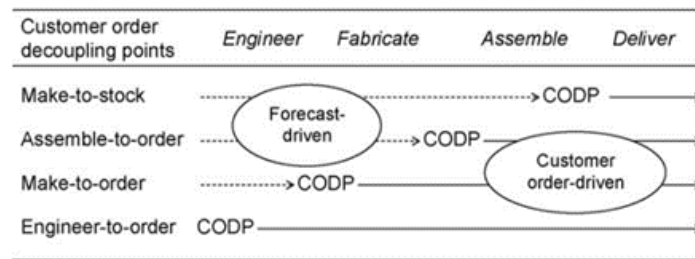 Customer order
decoupling points
Engineer Fabricate Assemble Deliver
Make-to-stock CODP
Forecast-
driven
Assemble-to-order CODP
Customer
order-driven
Make-to-order CODP
Engineer-to-order CODP